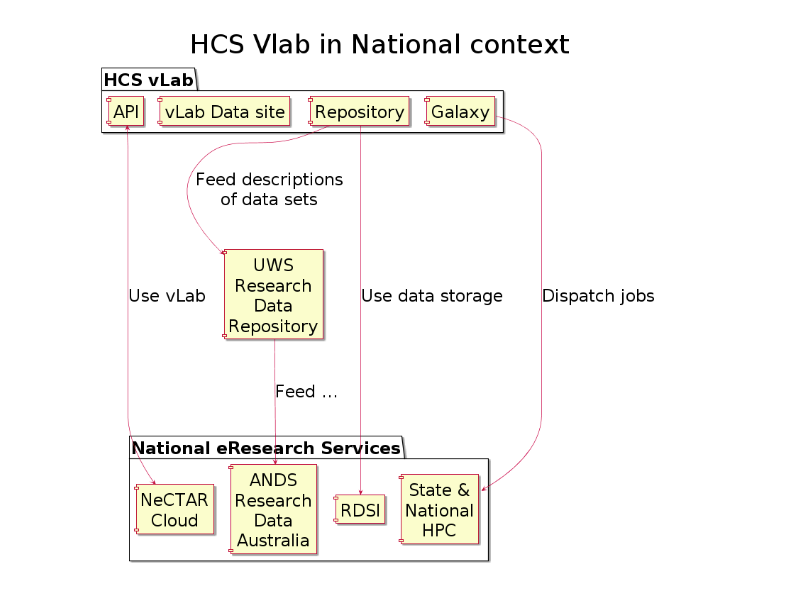 HCS Vlab in National context
HCS vLab
API
vLab Data site
Repository
Galaxy
Feed descriptions
of data sets
UWS
Research
Data
Repository
Use vLab
Use data storage
Dispatch jobs
Feed ...
National eResearch Services
NeCTAR
Cloud
ANDS
Research
Data
Australia
RDSI
State &
National
HPC